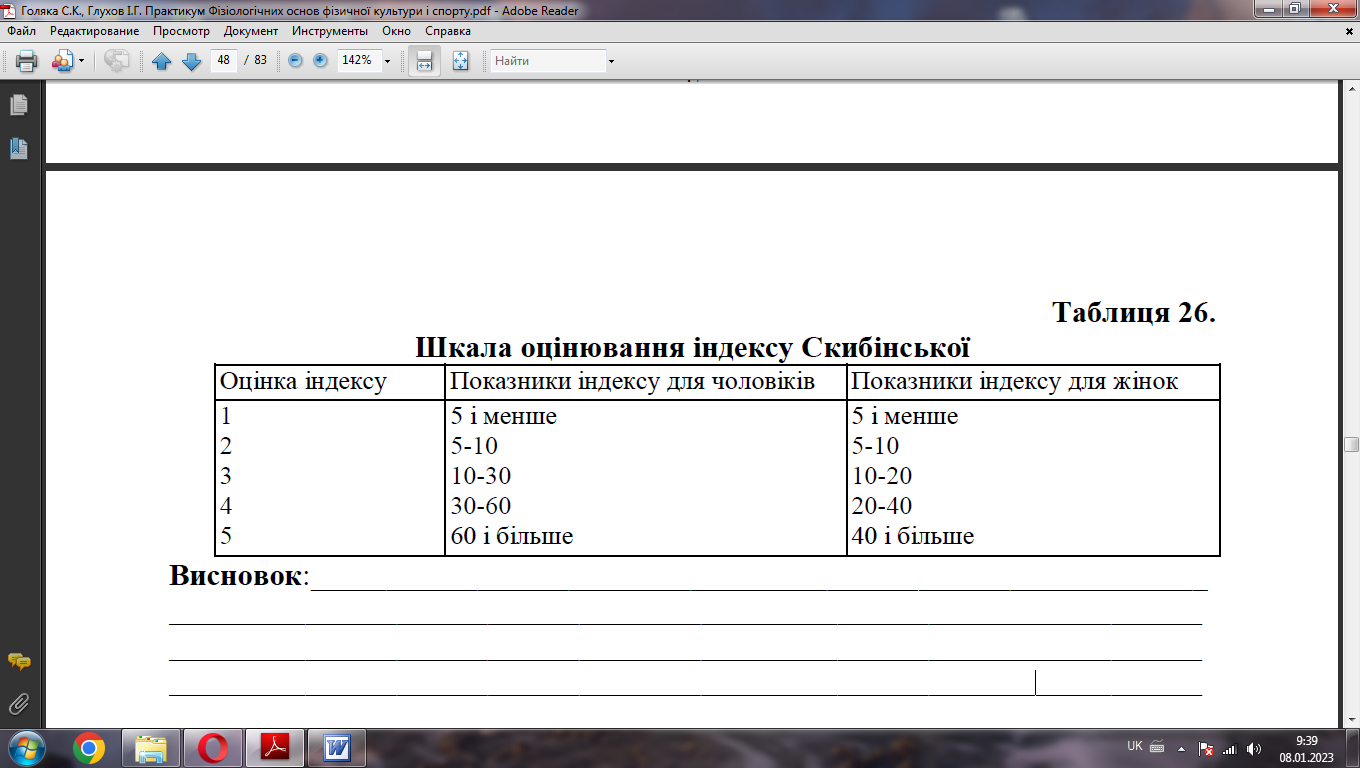 Голяка С.К., Глухов І.Г. Практикум Фізіологічних основ фізичної культури і спорту.pdf - Adobe Reader
Файл Редактирование Просмотр Документ Инструменты Окно Справка
48 / 83 142% Найти
Таблиця 26.
Шкала оцінювання індексу Скибінської
Оцінка індексу Показники індексу для чоловіків Показники індексу для жінок
1 5 і менше 5 і менше
2 5-10 5-10
3 10-30 10-20
4 30-60 20-40
5 60 і більше 40 і більше
Висновок:
UK 9:39
08.01.2023